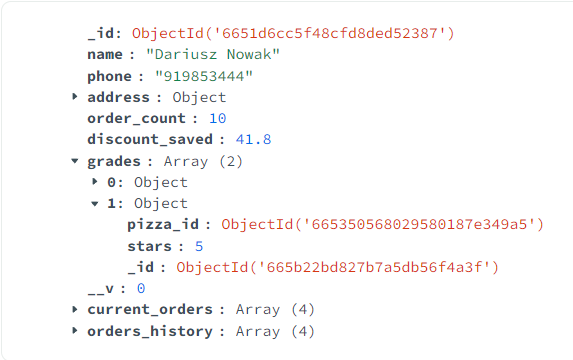 _id: ObjectId('6651d6cc5f48cfd8ded52387')
name : "Dariusz Nowak"
phone : "919853444"
address : Object
order_count : 10
discount_saved : 41.8
grades : Array (2)
0: Object
1: Object
pizza_id : ObjectId('665350568029580187e349a5')
stars : 5
_id : ObjectId('665b22bd827b7a5db56f4a3f')
__v : 0
current_orders : Array (4)
orders_history : Array (4)